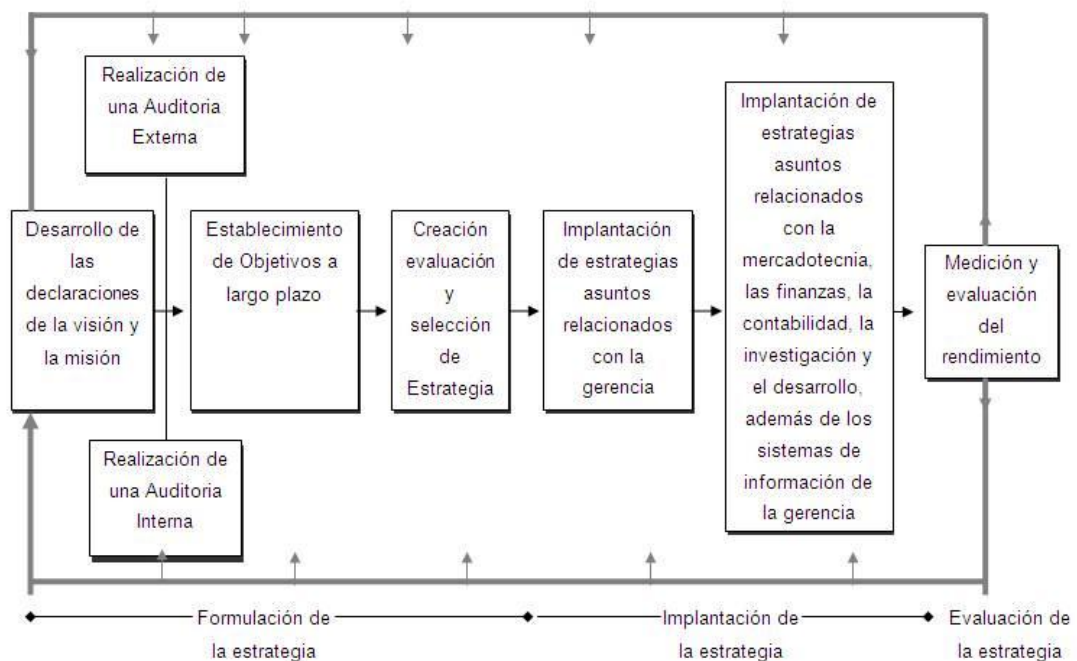 Realización de
una Auditoria
Externa
Desarrollo de
las
declaraciones
de la visión y
la misión
Realización de
una Auditoria
Interna
Establecimiento
de Objetivos a
largo plazo
Creación
evaluación
y
selección
de
Estrategia
Implantación
de estrategias
asuntos
relacionados
con la
gerencia
Implantación de
estrategias
asuntos
relacionados
con la
mercadotecnia,
las finanzas, la
contabilidad, la
investigación y
el desarrollo,
además de los
sistemas de
información de
la gerencia
Medición y
evaluación
del
rendimiento
Formulación de
la estrategia
Implantación de
la estrategia
Evaluación de
la estrategia